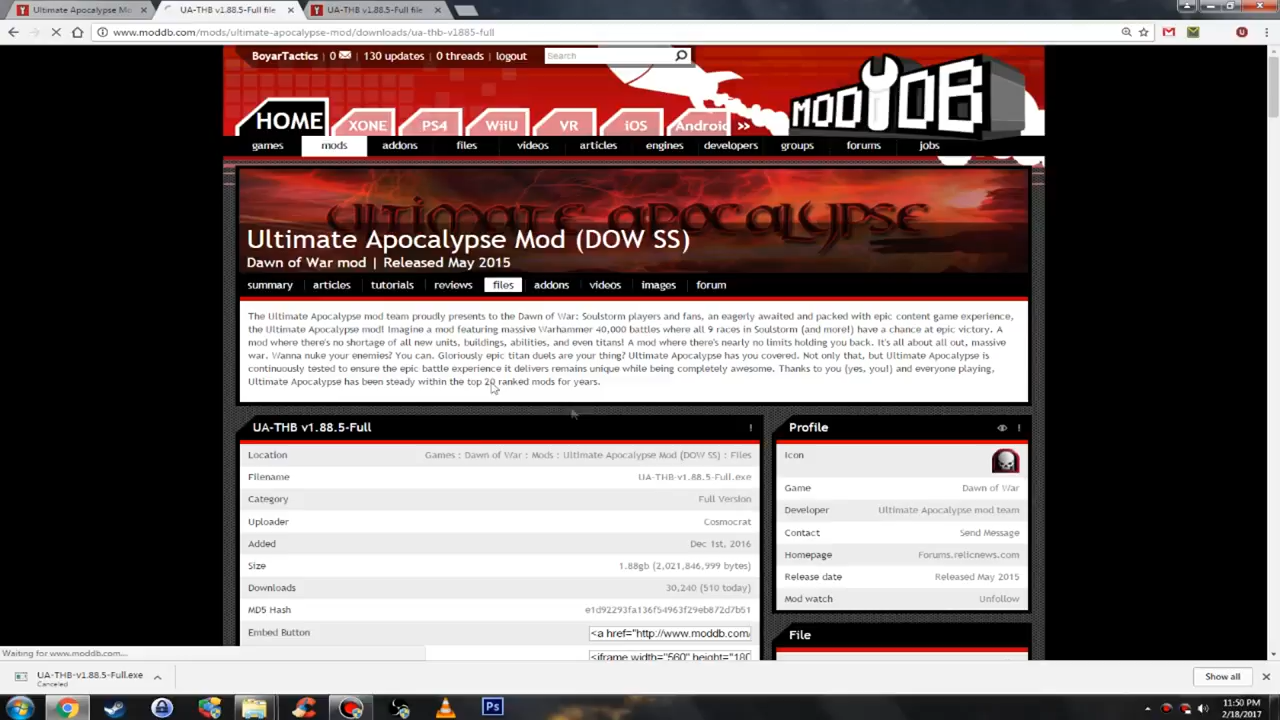 Ultimate Apocalypse Mo
UA-THB v1.88.5-Full file
UA-THB v1.88.5-Full file
www.moddb.com/mods/ultimate-apocalypse-mod/downloads/ua-thb-v1885-full
BoyarTactics | 0 | 130 updates | 0 threads | logout
Search
HOME
XONE
PS4
WiiU
VR
iOS
Android
»
MOD DB
games
mods
addons
files
videos
articles
engines
developers
groups
forums
jobs
ULTIMATE APOCALYPSE
Ultimate Apocalypse Mod (DOW SS)
Dawn of War mod | Released May 2015
summary
articles
tutorials
reviews
files
addons
videos
images
forum
The Ultimate Apocalypse mod team proudly presents to the Dawn of War: Soulstorm players and fans, an eagerly awaited and packed with epic content game experience,
the Ultimate Apocalypse mod! Imagine a mod featuring massive Warhammer 40,000 battles where all 9 races in Soulstorm (and more!) have a chance at epic victory. A
mod where there's no shortage of all new units, buildings, abilities, and even titans! A mod where there's nearly no limits holding you back. It's all about all out, massive
war. Wanna nuke your enemies? You can. Gloriously epic titan duels are your thing? Ultimate Apocalypse has you covered. Not only that, but Ultimate Apocalypse is
continuously tested to ensure the epic battle experience it delivers remains unique while being completely awesome. Thanks to you (yes, you!) and everyone playing,
Ultimate Apocalypse has been steady within the top 20 ranked mods for years.
UA-THB v1.88.5-Full
!
Location
Games : Dawn of War : Mods : Ultimate Apocalypse Mod (DOW SS) : Files
Filename
UA-THB-v1.88.5-Full.exe
Category
Full Version
Uploader
Cosmocrat
Added
Dec 1st, 2016
Size
1.88gb (2,021,846,999 bytes)
Downloads
30,240 (510 today)
MD5 Hash
e1d92293fa136f54963f29eb872d7b51
Embed Button
<a href="http://www.moddb.com/
<iframe width="560" height="180
Profile
!
Icon
Game
Dawn of War
Developer
Ultimate Apocalypse mod team
Contact
Send Message
Homepage
Forums.relicnews.com
Release date
Released May 2015
Mod watch
Unfollow
File
Waiting for www.moddb.com...
UA-THB-v1.88.5-Full.exe
Canceled
Show all
Ps
11:50 PM
2/18/2017